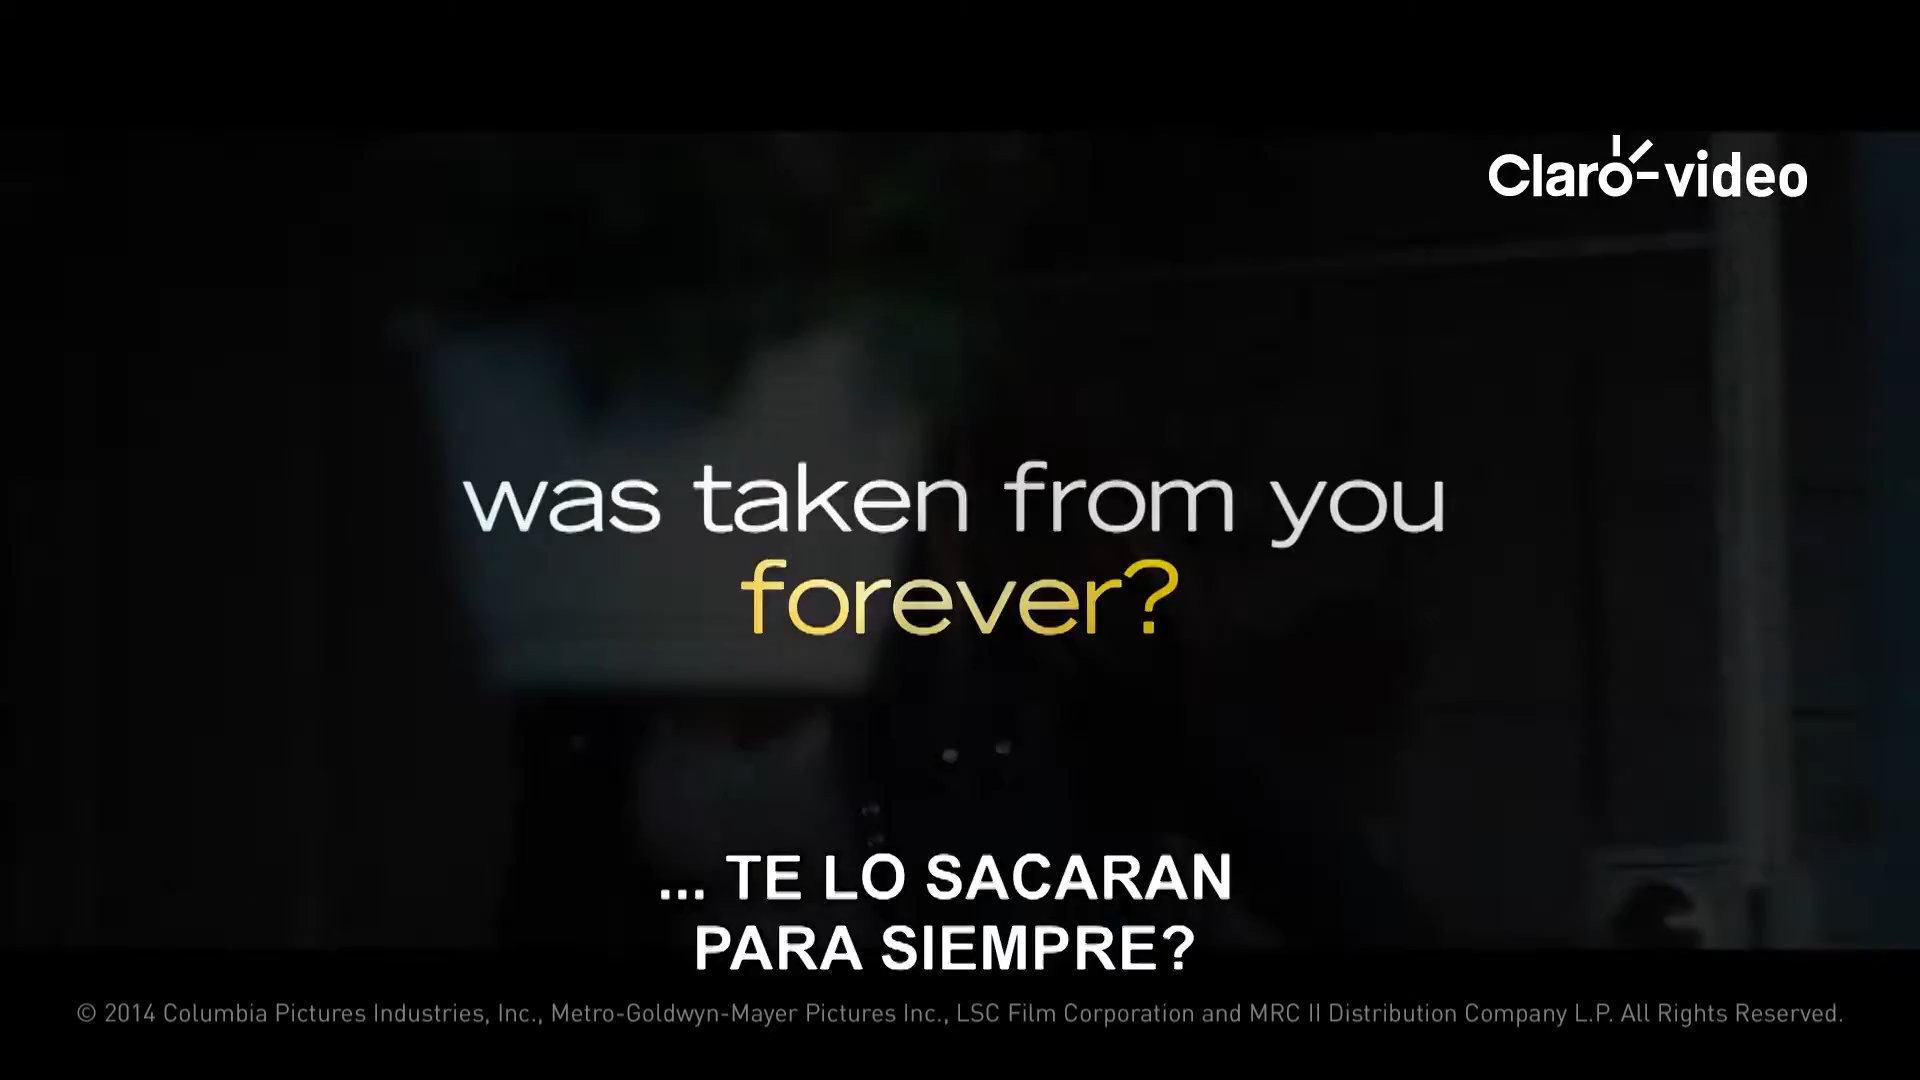 Claro-video
was taken from you
forever?
... TE LO SACARAN
PARA SIEMPRE?
© 2014 Columbia Pictures Industries, Inc., Metro-Goldwyn-Mayer Pictures Inc., LSC Film Corporation and MRC II Distribution Company L.P. All Rights Reserved.